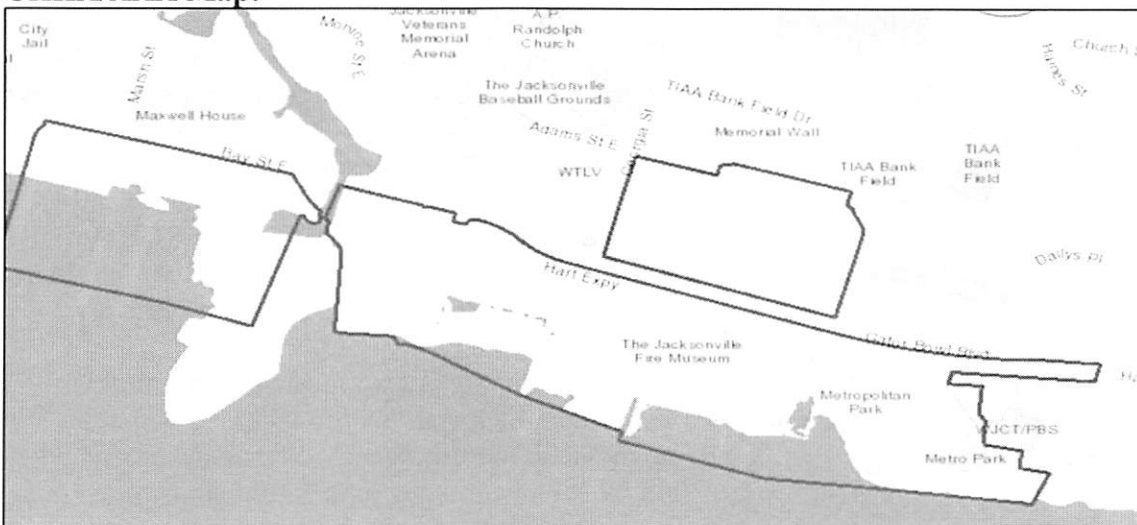 City
Jail
Marsh St
Maxwell House
Bay St E
Monroe St E
Jacksonville
Veterans
Memorial
Arena
A.P.
Randolph
Church
The Jacksonville
Baseball Grounds
Adams St E
Georgia St
WTLV
TIAA Bank Field Dr
Memorial Wall
TIAA Bank
Field
TIAA
Bank
Field
Haines St
Church
Dailys Pl
Hart Expy
Gator Bowl Blvd
The Jacksonville
Fire Museum
Metropolitan
Park
WJCT/PBS
Metro Park